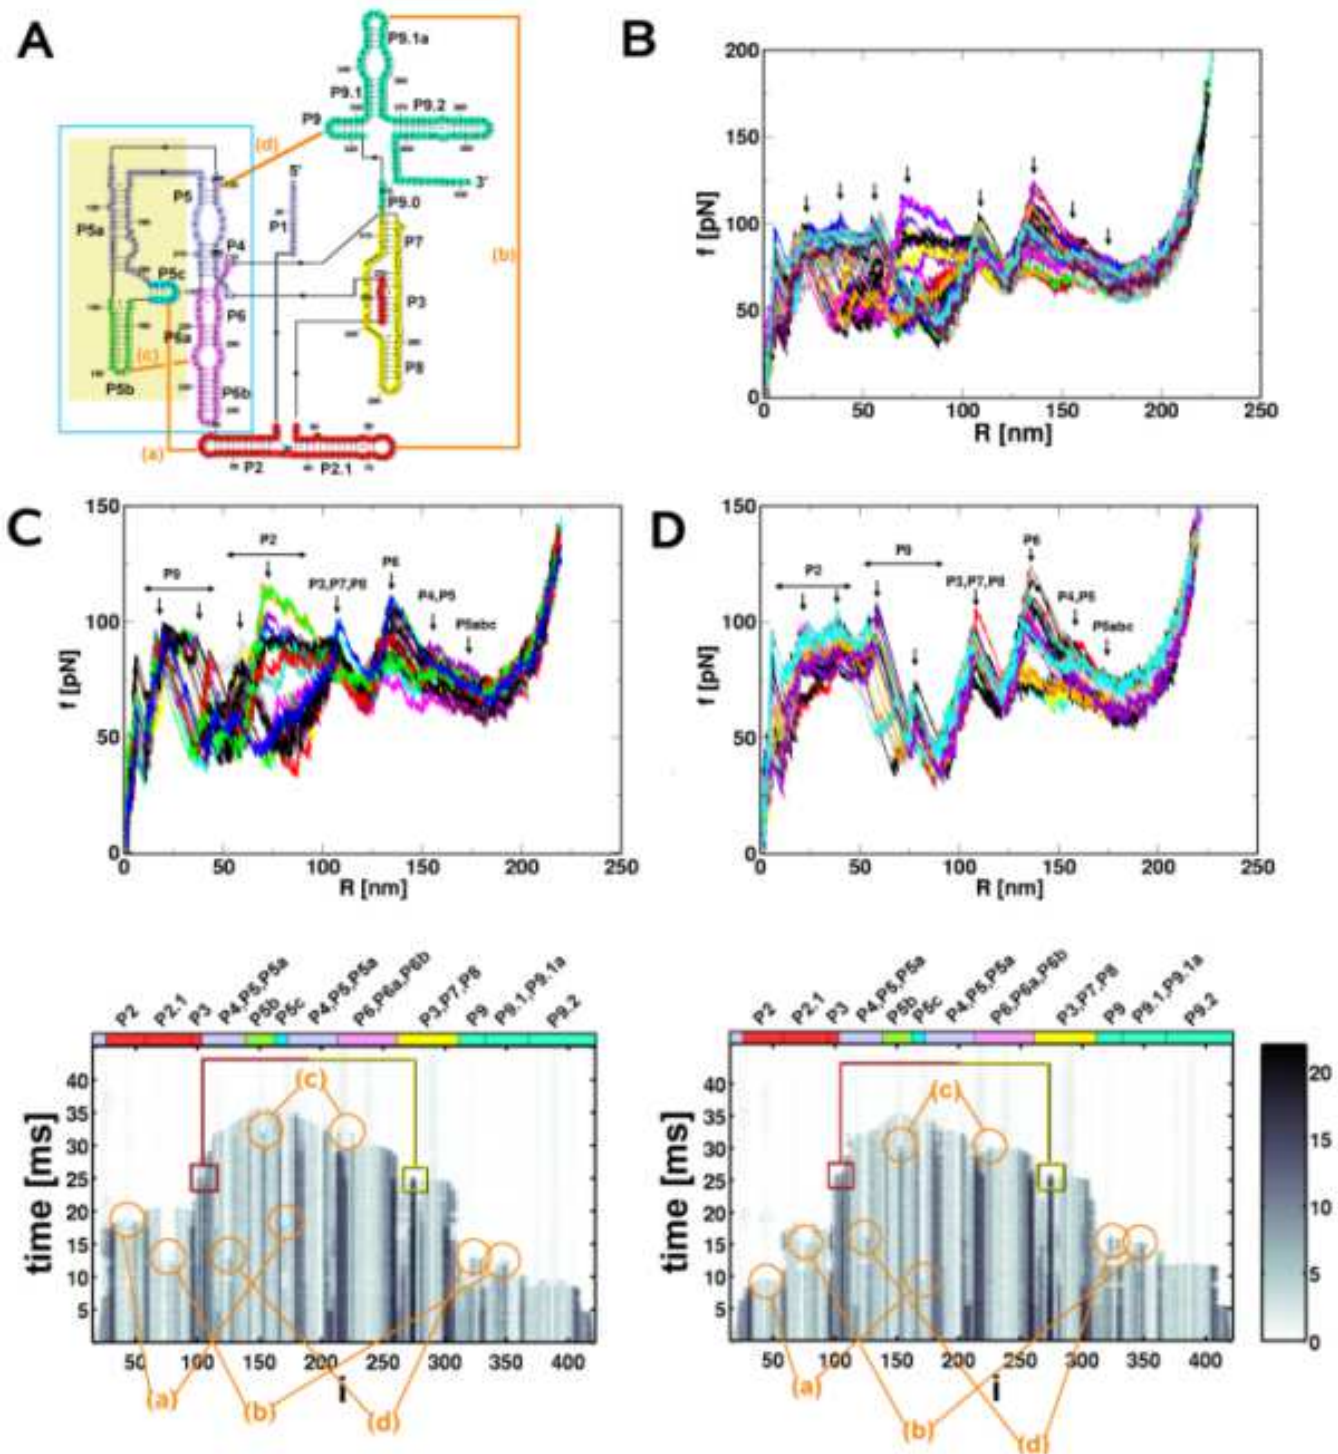 A
P9.1a
P9.1
P9.2
P9
(d)
5'
3'
P5
P9.0
P1
P7
P5a
P4
(b)
P5c
P3
P6
P6a
(c)
P8
P5b
P6b
(a)
P2
P2.1
B
200
150
100
50
0
f [pN]
0 50 100 150 200 250
R [nm]
C
150
100
50
0
f [pN]
P9
P2
P3,P7,P8
P6
P4,P5
P5abc
0 50 100 150 200 250
R [nm]
D
150
100
50
0
f [pN]
P2
P9
P3,P7,P8
P6
P4,P5
P5abc
0 50 100 150 200 250
R [nm]
P2 P2.1 P3 P4,P5,P5a P5b P5c P4,P5,P5a P6,P6a,P6b P3,P7,P8 P9 P9.1,P9.1a P9.2
time [ms]
40
35
30
25
20
15
10
5
(c)
50 100 150 200 250 300 350 400
i
(a) (b) (d)
P2 P2.1 P3 P4,P5,P5a P5b P5c P4,P5,P5a P6,P6a,P6b P3,P7,P8 P9 P9.1,P9.1a P9.2
time [ms]
40
35
30
25
20
15
10
5
(c)
50 100 150 200 250 300 350 400
i
(a) (b) (d)
20
15
10
5
0